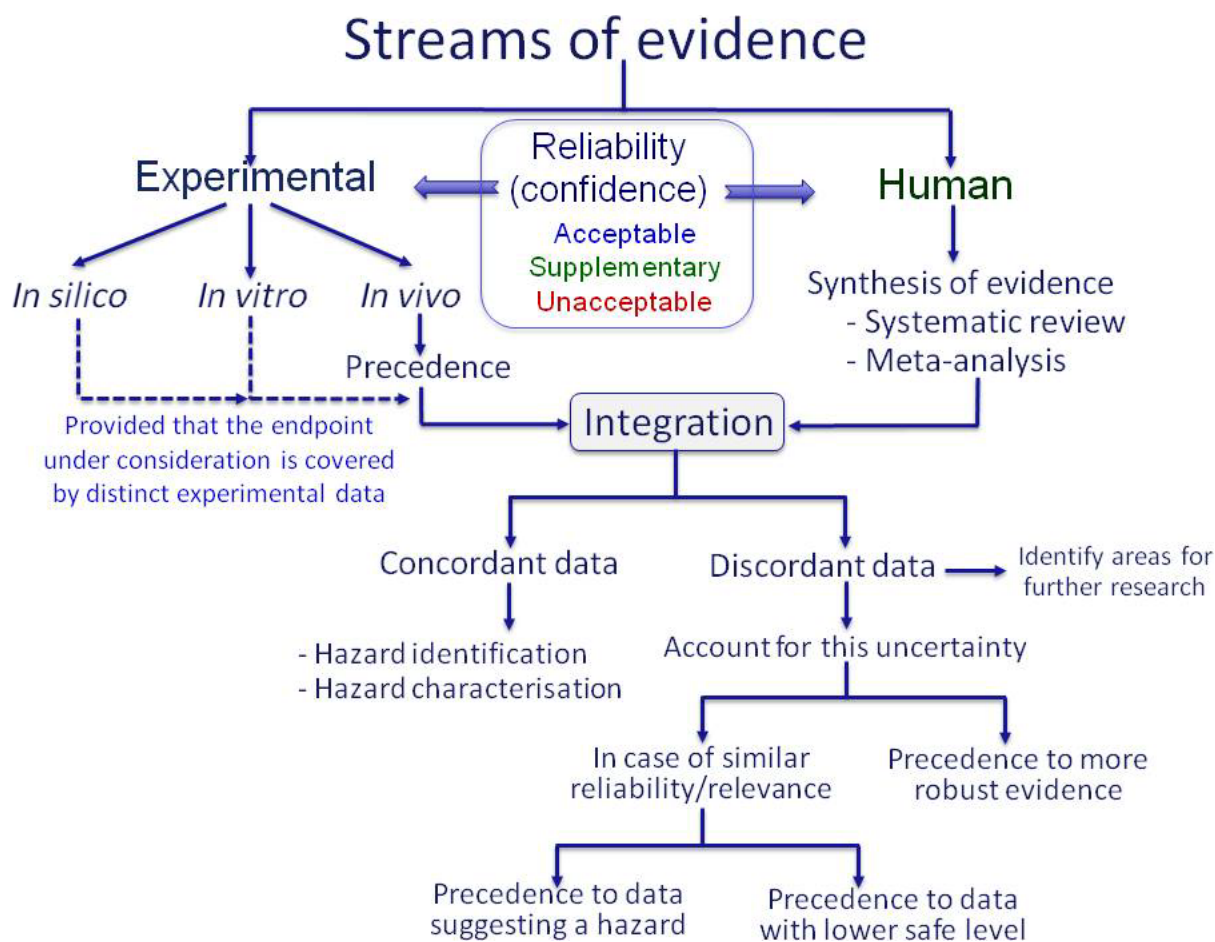 Streams of evidence
Experimental
Reliability
(confidence)
Acceptable
Supplementary
Unacceptable
Human
In silico
In vitro
In vivo
Synthesis of evidence
- Systematic review
- Meta-analysis
Precedence
Provided that the endpoint
under consideration is covered
by distinct experimental data
Integration
Concordant data
Discordant data
Identify areas for
further research
- Hazard identification
- Hazard characterisation
Account for this uncertainty
In case of similar
reliability/relevance
Precedence to more
robust evidence
Precedence to data
suggesting a hazard
Precedence to data
with lower safe level